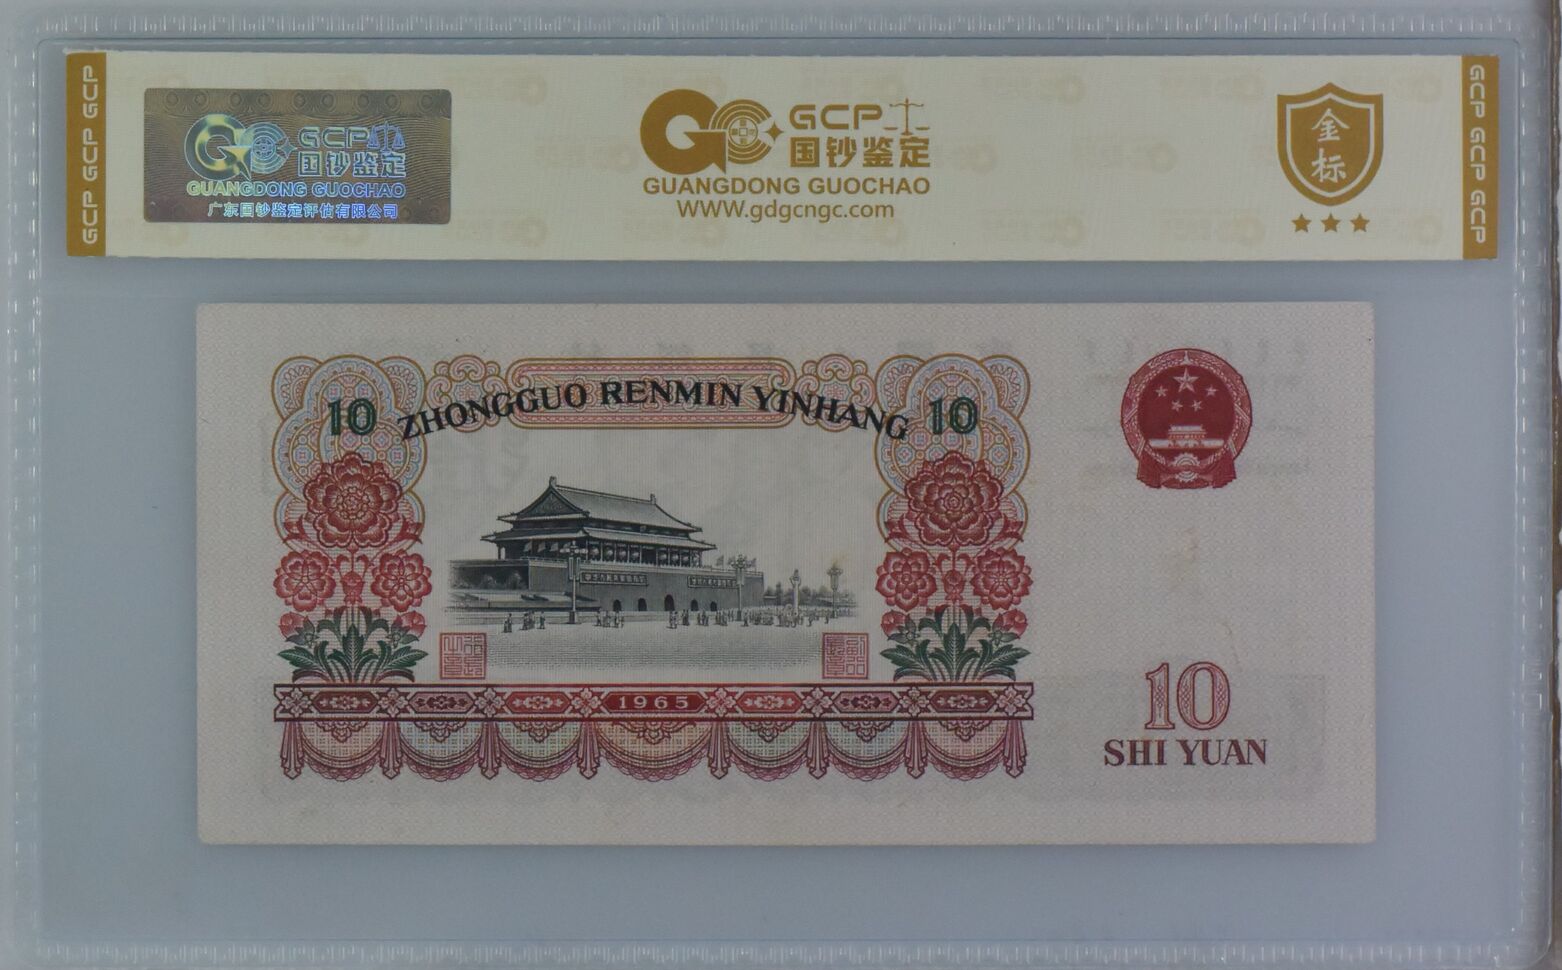 GCP GCP GCP
GCP 国钞鉴定
GUANGDONG GUOCHAO
广东国钞鉴定评估有限公司
GCP
国钞鉴定
GUANGDONG GUOCHAO
WWW.gdgcngc.com
金标
GCP GCP GCP
10 ZHONGGUO RENMIN YINHANG 10
1965
10
SHI YUAN